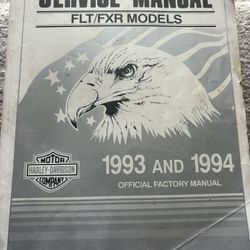 SERVICE MANUAL
FLT/FXR MODELS
1993 AND 1994
OFFICIAL FACTORY MANUAL
MOTOR
HARLEY-DAVIDSON
COMPANY